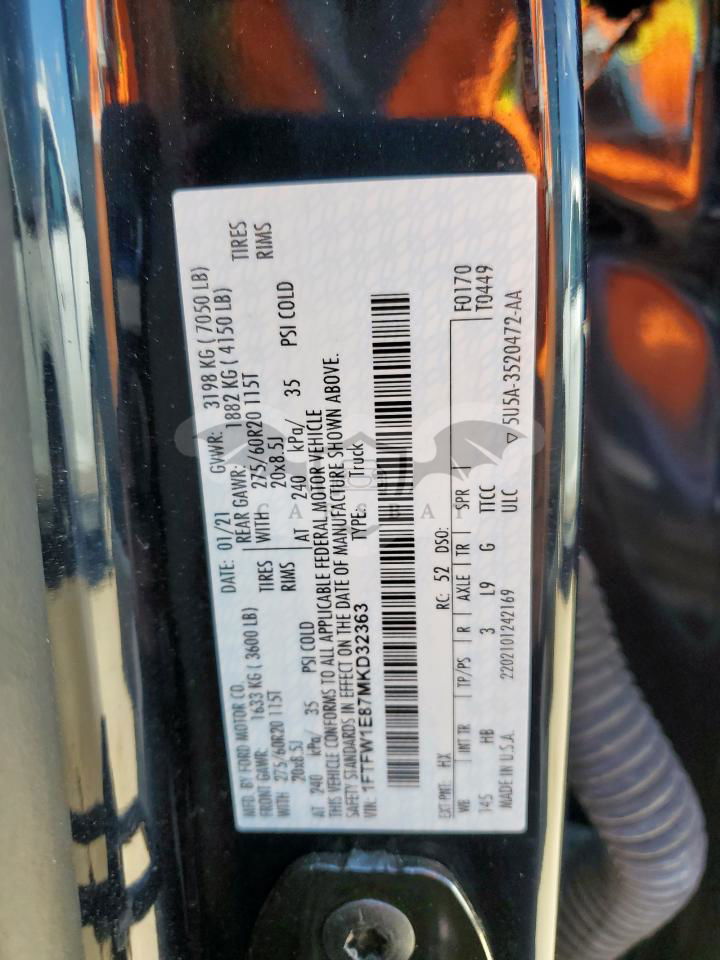 MFD. BY FORD MOTOR CO. DATE: 01/21 GVWR: 3198 KG ( 7050 LB)
FRONT GAWR: 1633 KG ( 3600 LB) REAR GAWR: 1882 KG ( 4150 LB)
WITH 275/60R20 115T TIRES WITH 275/60R20 115T TIRES
20x8.5J RIMS 20x8.5J RIMS
AT 240 kPa/ 35 PSI COLD AT 240 kPa/ 35 PSI COLD
THIS VEHICLE CONFORMS TO ALL APPLICABLE FEDERAL MOTOR VEHICLE
SAFETY STANDARDS IN EFFECT ON THE DATE OF MANUFACTURE SHOWN ABOVE.
VIN: 1FTFW1E87MKD32363 TYPE: Truck
EXT PNT: HX RC: 52 DSO: F0170
WB INT TR TP/PS R AXLE TR SPR T0449
145 HB 3 L9 G TTCC
MADE IN U.S.A. 2202101242169 ULC ▽5U5A-3520472-AA